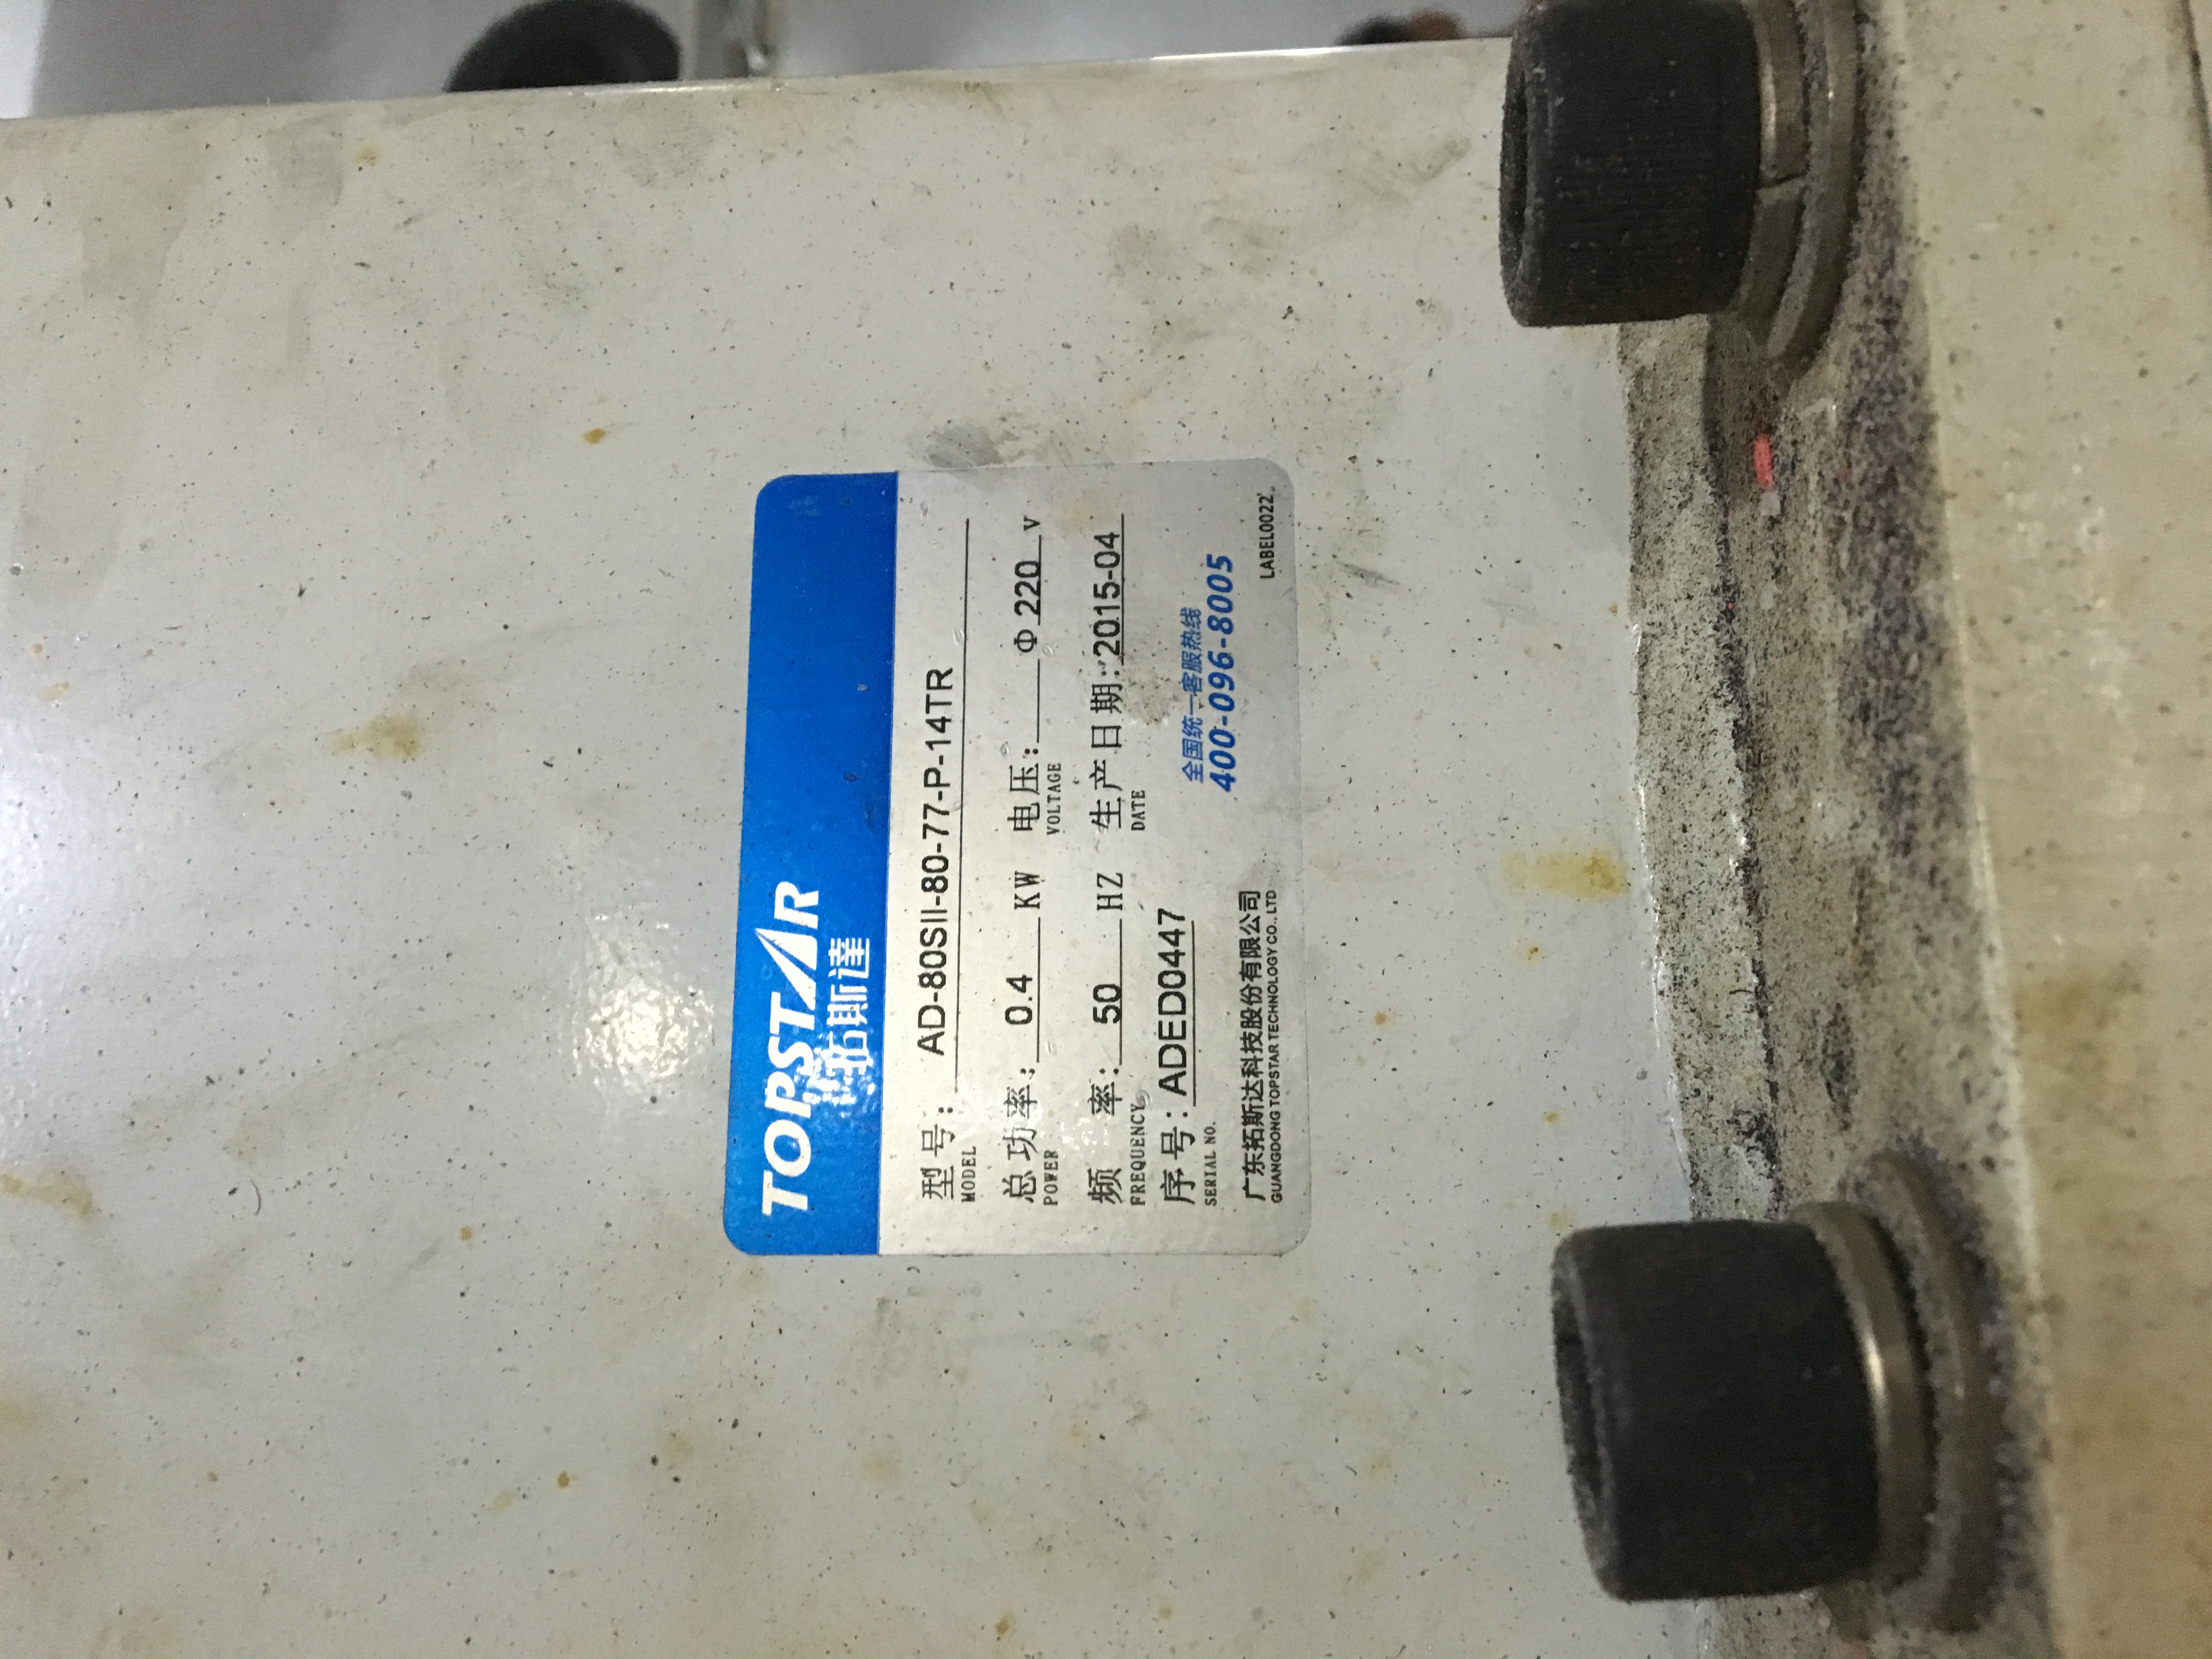 TOPSTAR
拓斯達
型号: AD-80SII-80-77-P-14TR
MODEL
总功率: 0.4 KW 电压: Φ 220 V
POWER VOLTAGE
频 率: 50 HZ 生产日期: 2015-04
FREQUENCY DATE
序号: ADED0447
SERIAL NO.
全国统一客服热线
400-096-8005
广东拓斯达科技股份有限公司
GUANGDONG TOPSTAR TECHNOLOGY CO., LTD
LABEL0022